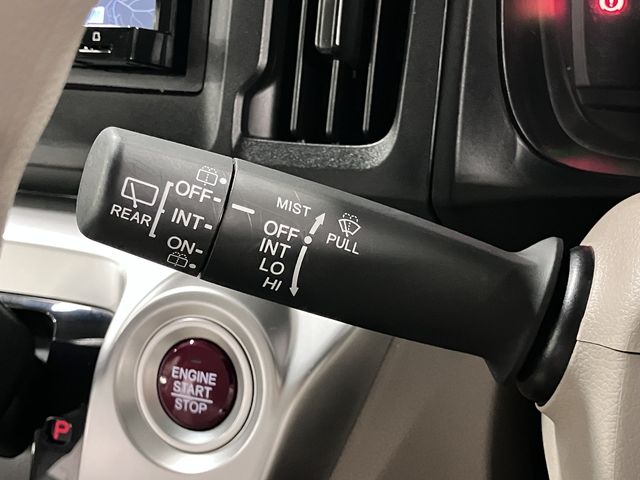 OFF
REAR
INT
ON
MIST
OFF
INT
LO
HI
PULL
ENGINE
START
STOP
P